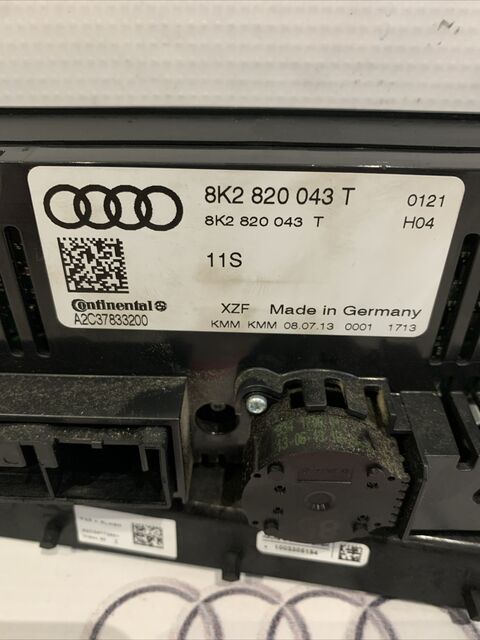 8K2 820 043 T 0121
8K2 820 043 T H04
11S
Continental
A2C37833200
XZF Made in Germany
KMM KMM 08.07.13 0001 1713